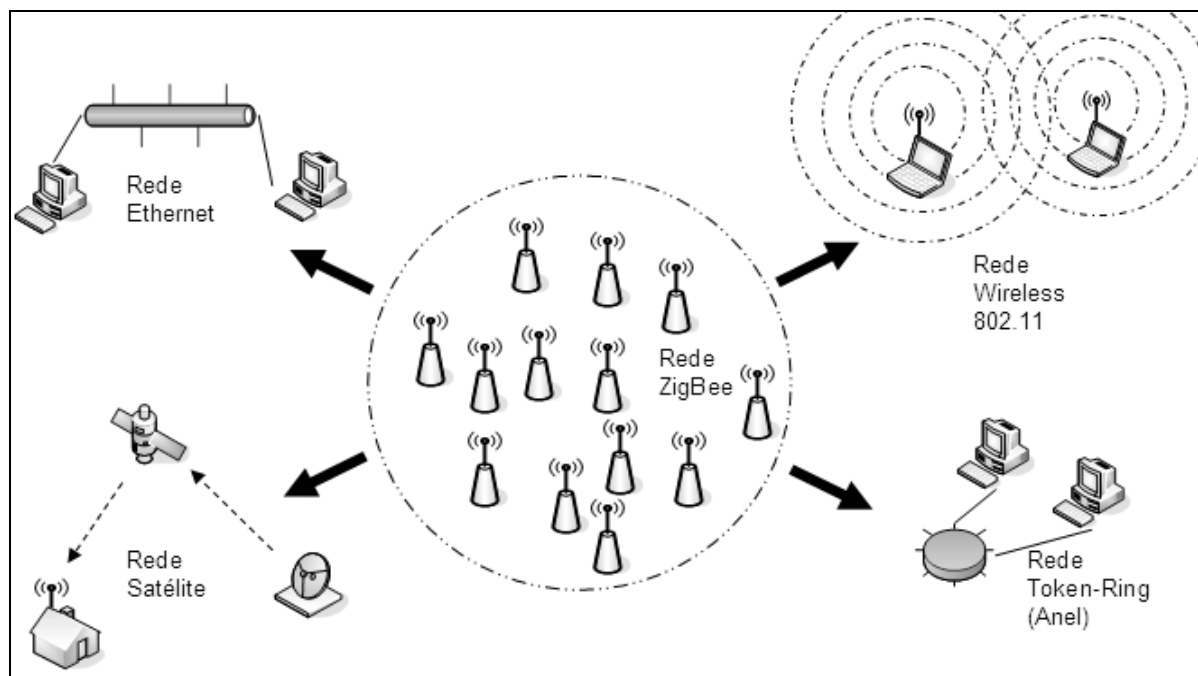 Rede
Ethernet
Rede
Wireless
802.11
Rede
ZigBee
Rede
Satélite
Rede
Token-Ring
(Anel)